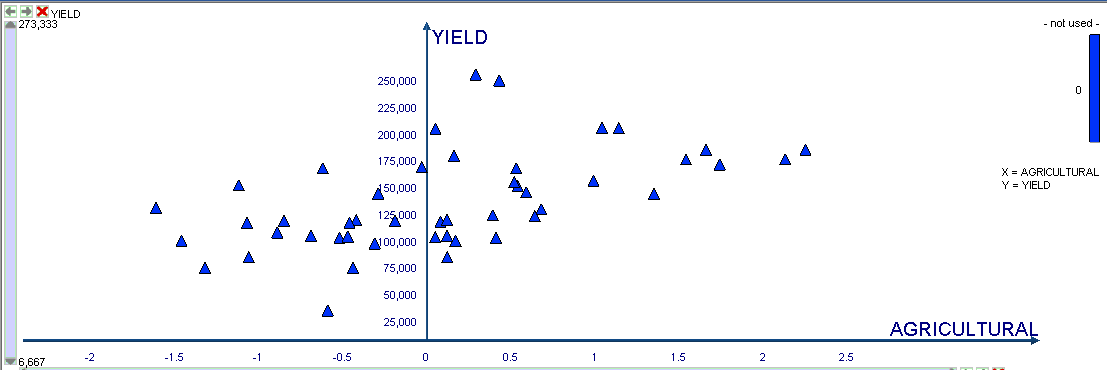 YIELD
273,333
- not used -
YIELD
250,000
225,000
200,000
175,000
150,000
125,000
100,000
75,000
50,000
25,000
0
X = AGRICULTURAL
Y = YIELD
AGRICULTURAL
-2 -1.5 -1 -0.5 0 0.5 1 1.5 2 2.5
6,667